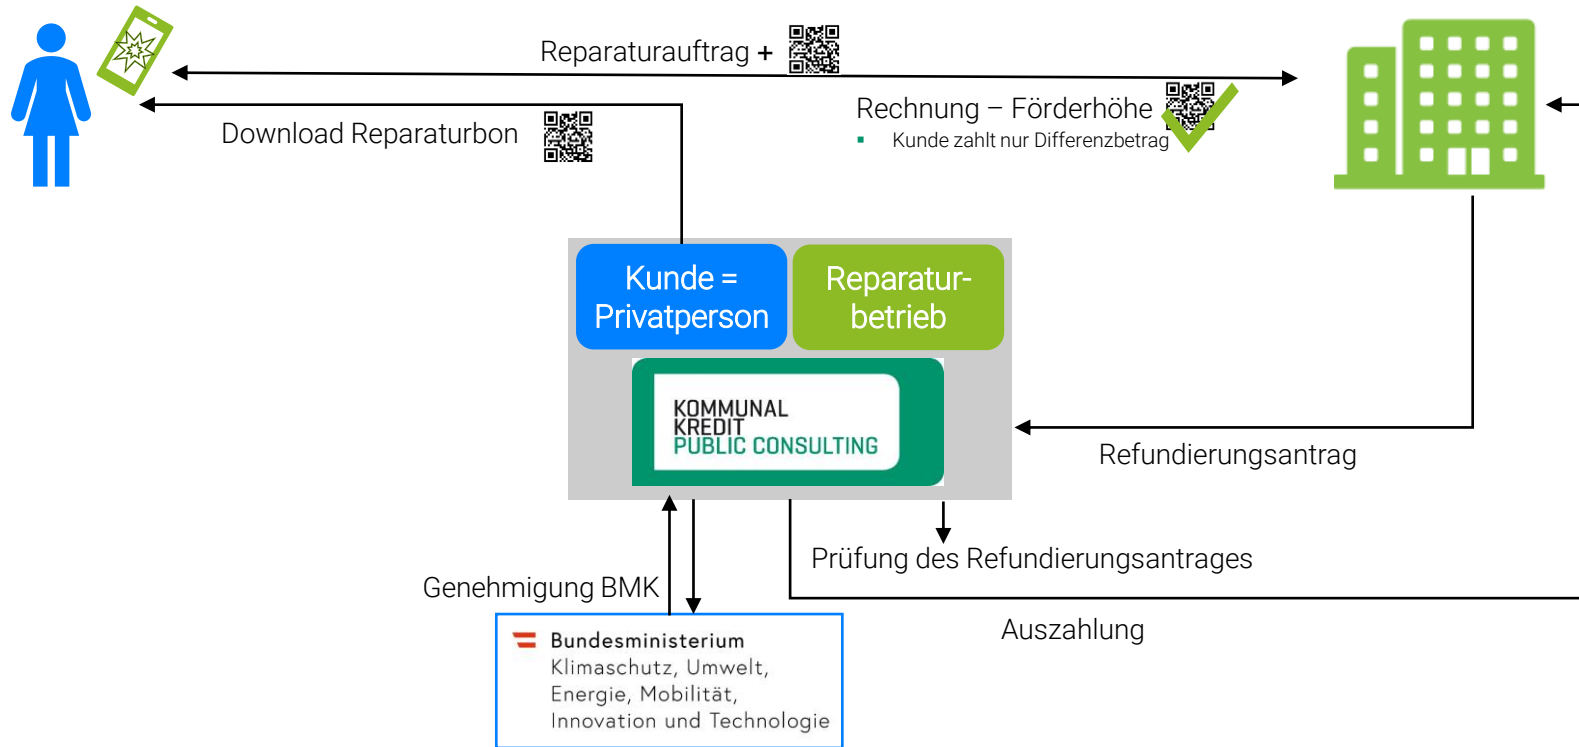 Reparaturauftrag +
Rechnung – Förderhöhe
▪ Kunde zahlt nur Differenzbetrag
Download Reparaturbon
Kunde =
Privatperson
Reparatur-
betrieb
KOMMUNAL
KREDIT
PUBLIC CONSULTING
Refundierungsantrag
Prüfung des Refundierungsantrages
Genehmigung BMK
Auszahlung
Bundesministerium
Klimaschutz, Umwelt,
Energie, Mobilität,
Innovation und Technologie